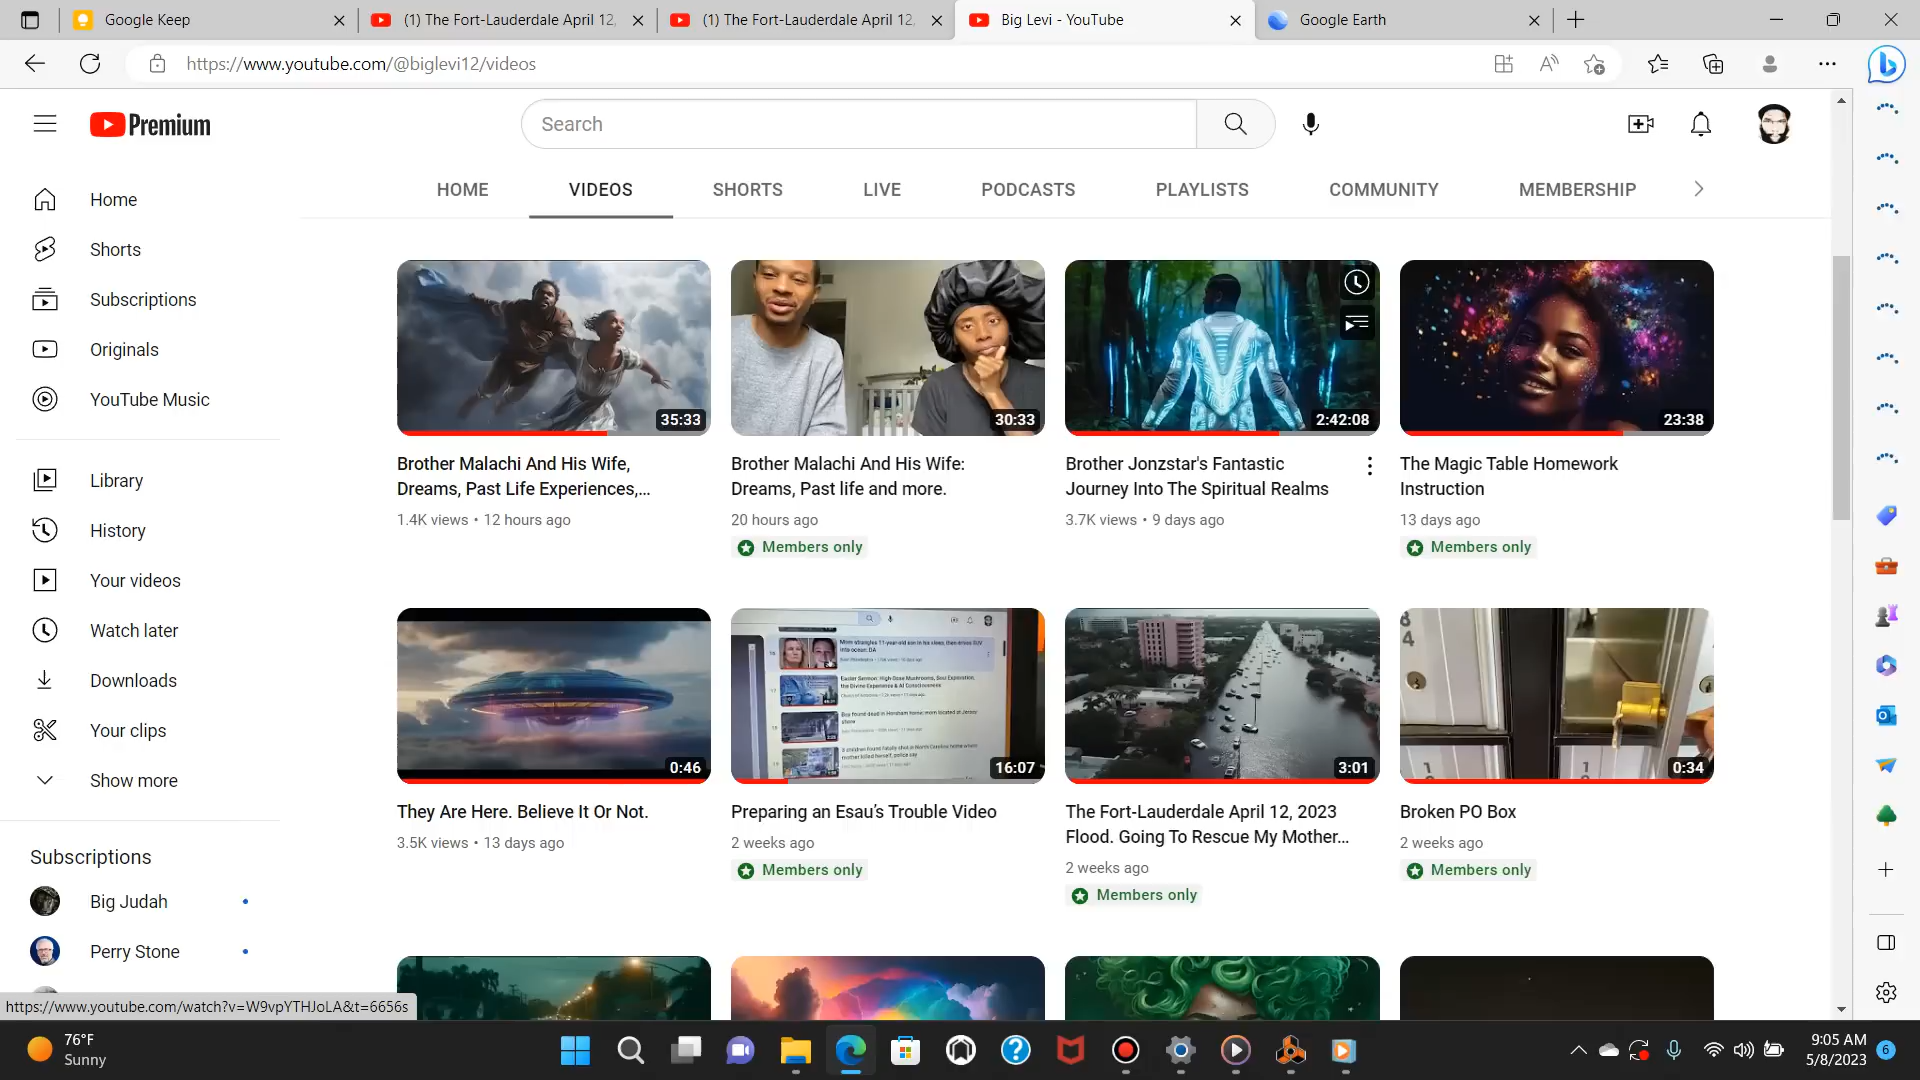 Google Keep
(1) The Fort-Lauderdale April 12,
(1) The Fort-Lauderdale April 12,
Big Levi - YouTube
Google Earth
https://www.youtube.com/@biglevi12/videos
Premium
Search
HOME
VIDEOS
SHORTS
LIVE
PODCASTS
PLAYLISTS
COMMUNITY
MEMBERSHIP
Home
Shorts
Subscriptions
Originals
YouTube Music
Library
History
Your videos
Watch later
Downloads
Your clips
Show more
Subscriptions
Big Judah
Perry Stone
35:33
Brother Malachi And His Wife,
Dreams, Past Life Experiences,...
1.4K views • 12 hours ago
30:33
Brother Malachi And His Wife:
Dreams, Past life and more.
20 hours ago
Members only
2:42:08
Brother Jonzstar's Fantastic
Journey Into The Spiritual Realms
3.7K views • 9 days ago
23:38
The Magic Table Homework
Instruction
13 days ago
Members only
0:46
They Are Here. Believe It Or Not.
3.5K views • 13 days ago
16:07
Preparing an Esau’s Trouble Video
2 weeks ago
Members only
3:01
The Fort-Lauderdale April 12, 2023
Flood. Going To Rescue My Mother...
2 weeks ago
Members only
0:34
Broken PO Box
2 weeks ago
Members only
https://www.youtube.com/watch?v=W9vpYTHJoLA&t=6656s
76°F
Sunny
9:05 AM
5/8/2023
6